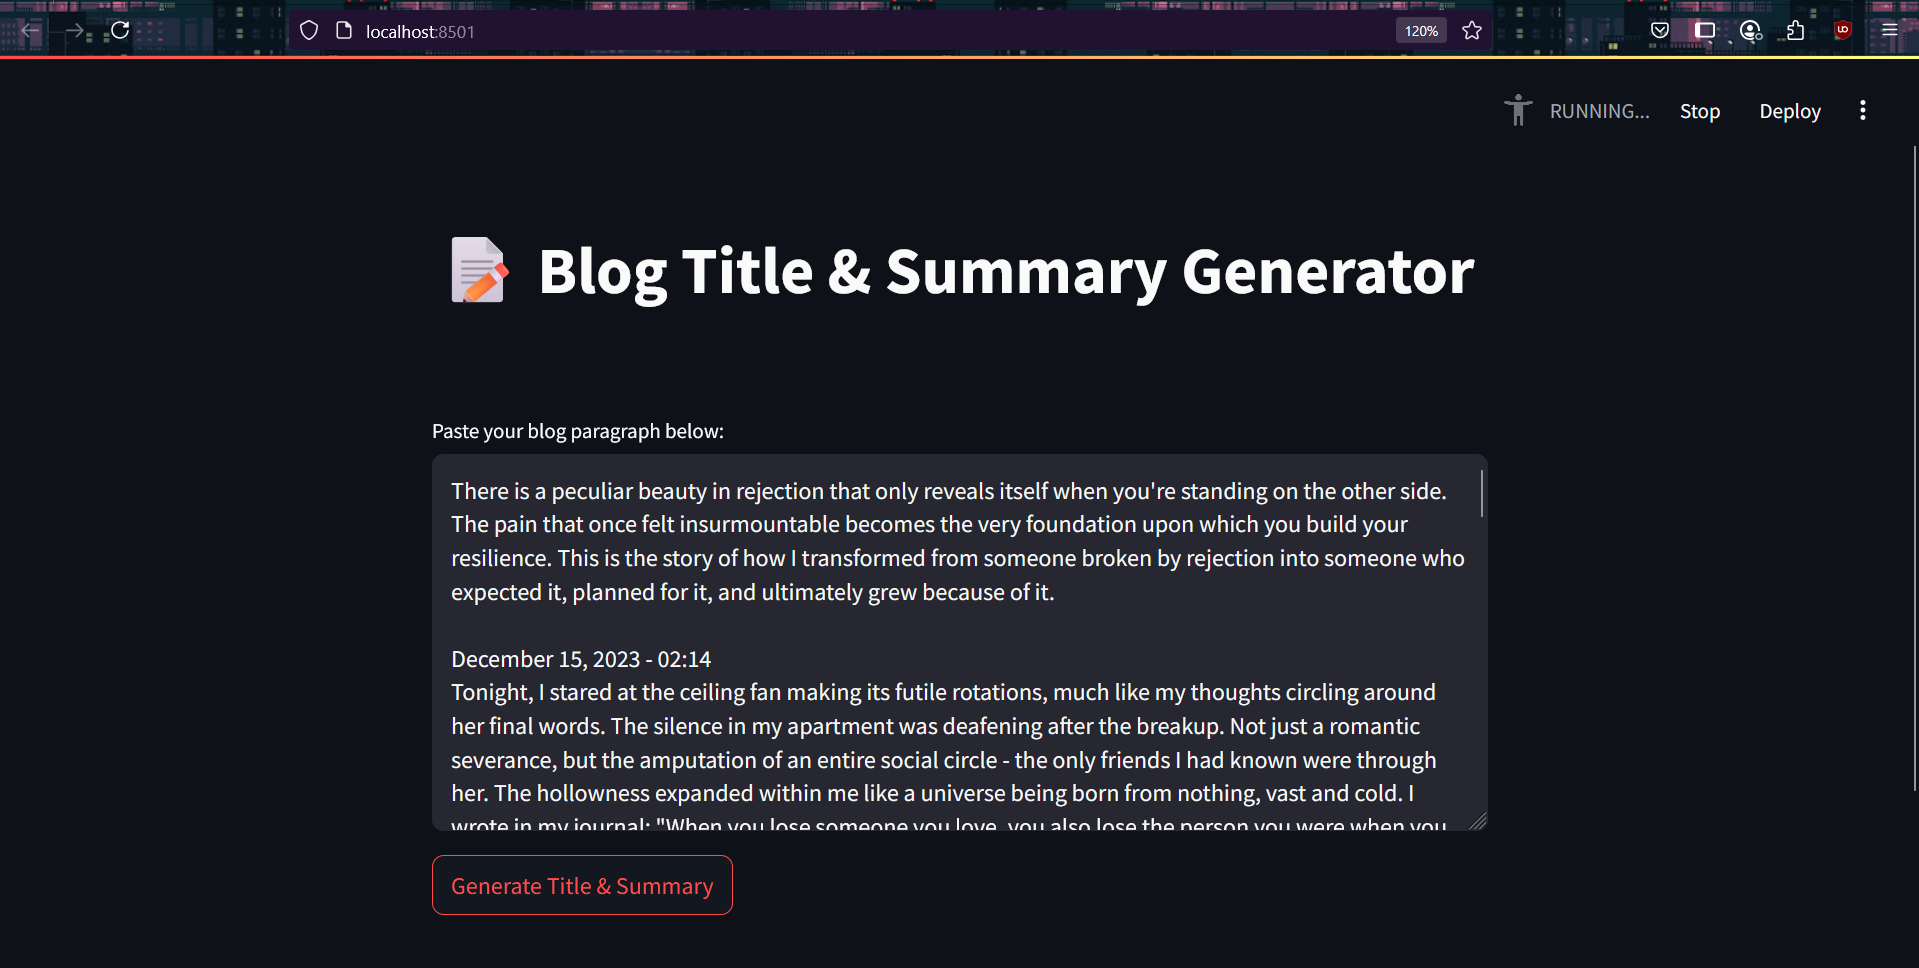 localhost:8501
120%
RUNNING...
Stop
Deploy
Blog Title & Summary Generator
Paste your blog paragraph below:
There is a peculiar beauty in rejection that only reveals itself when you're standing on the other side.
The pain that once felt insurmountable becomes the very foundation upon which you build your
resilience. This is the story of how I transformed from someone broken by rejection into someone who
expected it, planned for it, and ultimately grew because of it.
December 15, 2023 - 02:14
Tonight, I stared at the ceiling fan making its futile rotations, much like my thoughts circling around
her final words. The silence in my apartment was deafening after the breakup. Not just a romantic
severance, but the amputation of an entire social circle - the only friends I had known were through
her. The hollowness expanded within me like a universe being born from nothing, vast and cold. I
wrote in my journal: "When you lose someone you love, you also lose the person you were when you
Generate Title & Summary